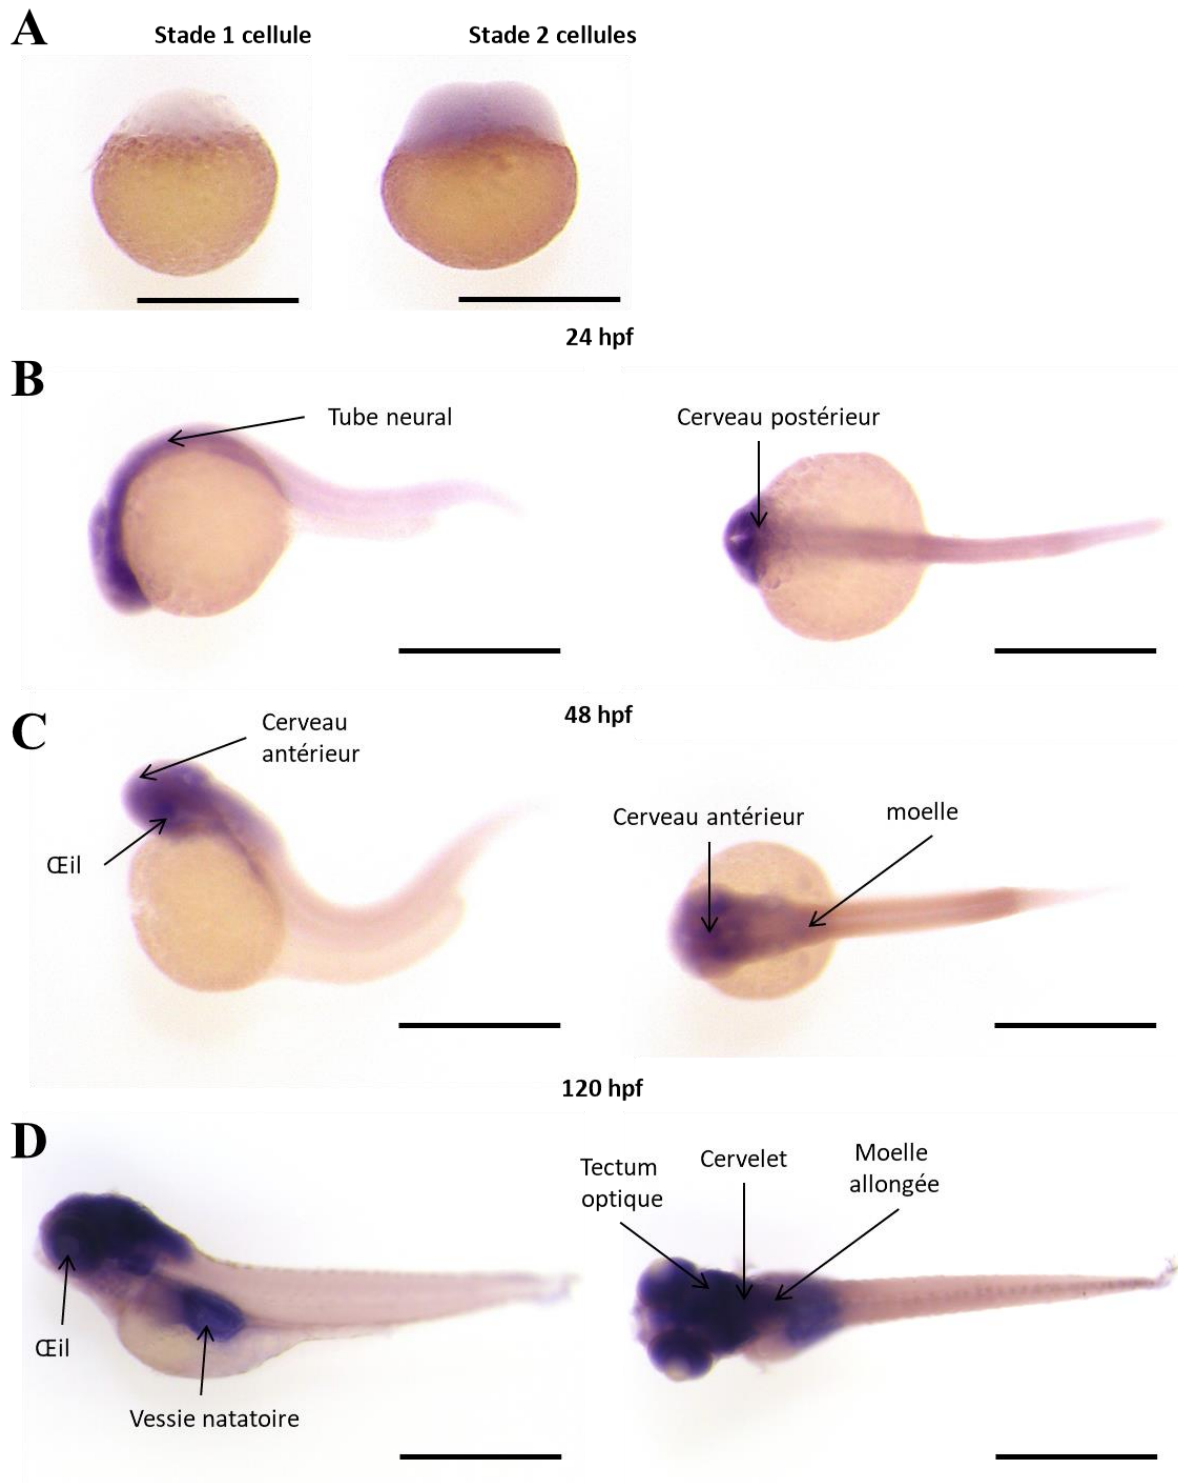 A
Stade 1 cellule
Stade 2 cellules
24 hpf
B
Tube neural
Cerveau postérieur
48 hpf
C
Cerveau
antérieur
Œil
Cerveau antérieur
moelle
120 hpf
D
Œil
Vessie natatoire
Tectum
optique
Cervelet
Moelle
allongée